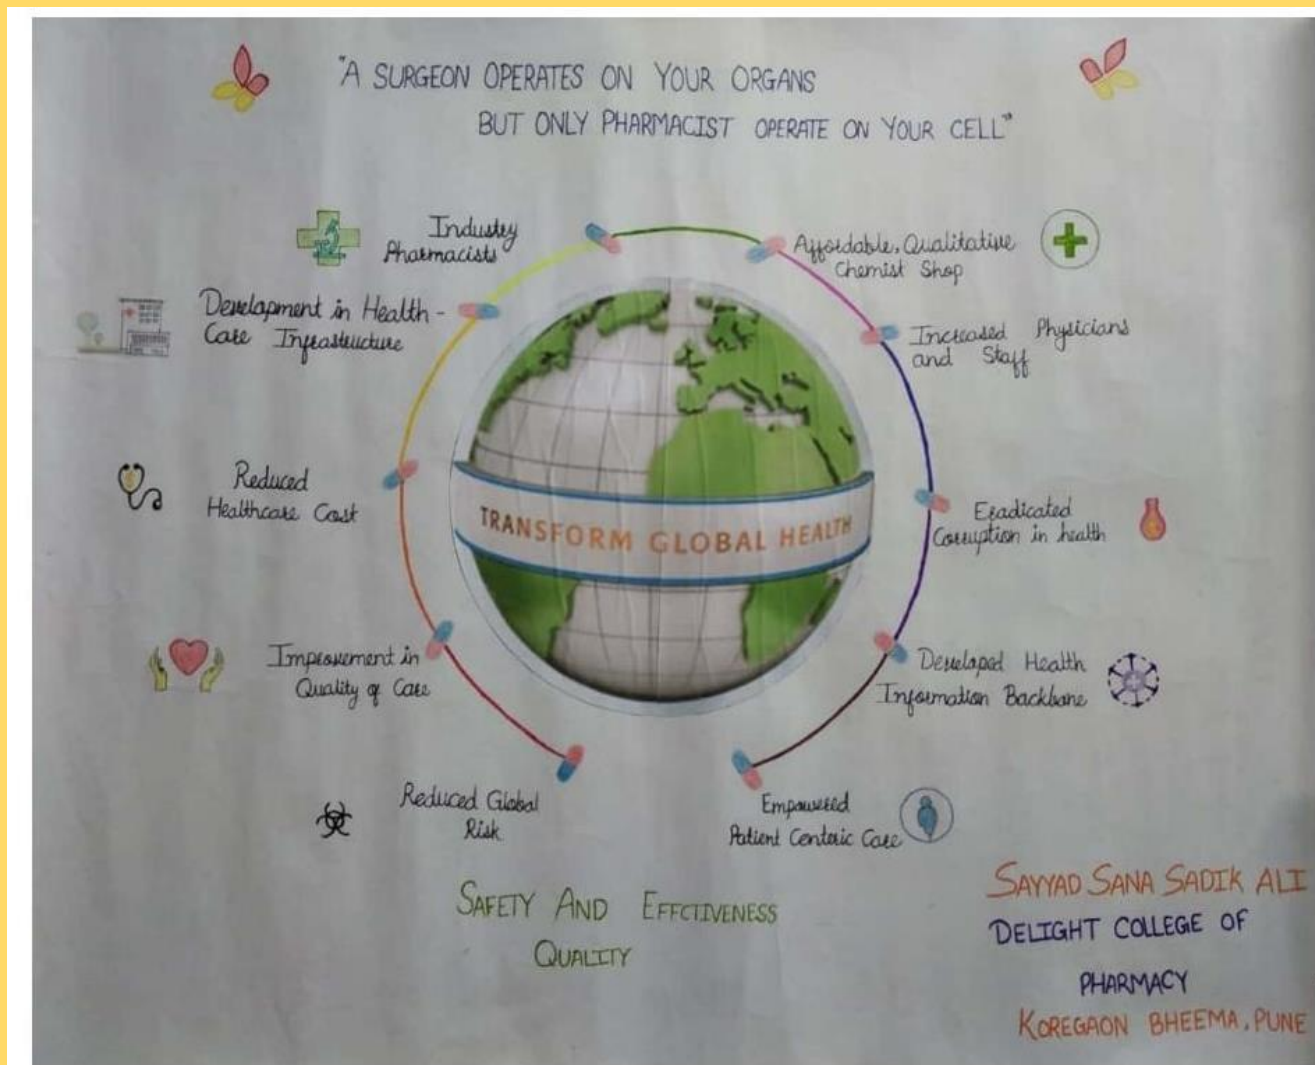 "A SURGEON OPERATES ON YOUR ORGANS
BUT ONLY PHARMACIST OPERATE ON YOUR CELL"
Industry
Pharmacists
Affordable, Qualitative
Chemist Shop
Development in Health-
Care Infrastructure
Increased Physicians
and Staff
Reduced
Healthcare Cost
Eradicated
Corruption in health
TRANSFORM GLOBAL HEALTH
Improvement in
Quality of Care
Developed Health
Information Backbone
Reduced Global
Risk
Empowered
Patient Centeric Care
SAFETY AND EFFCTIVENESS
QUALITY
SAYYAD SANA SADIK ALI
DELIGHT COLLEGE OF
PHARMACY
KOREGAON BHEEMA, PUNE